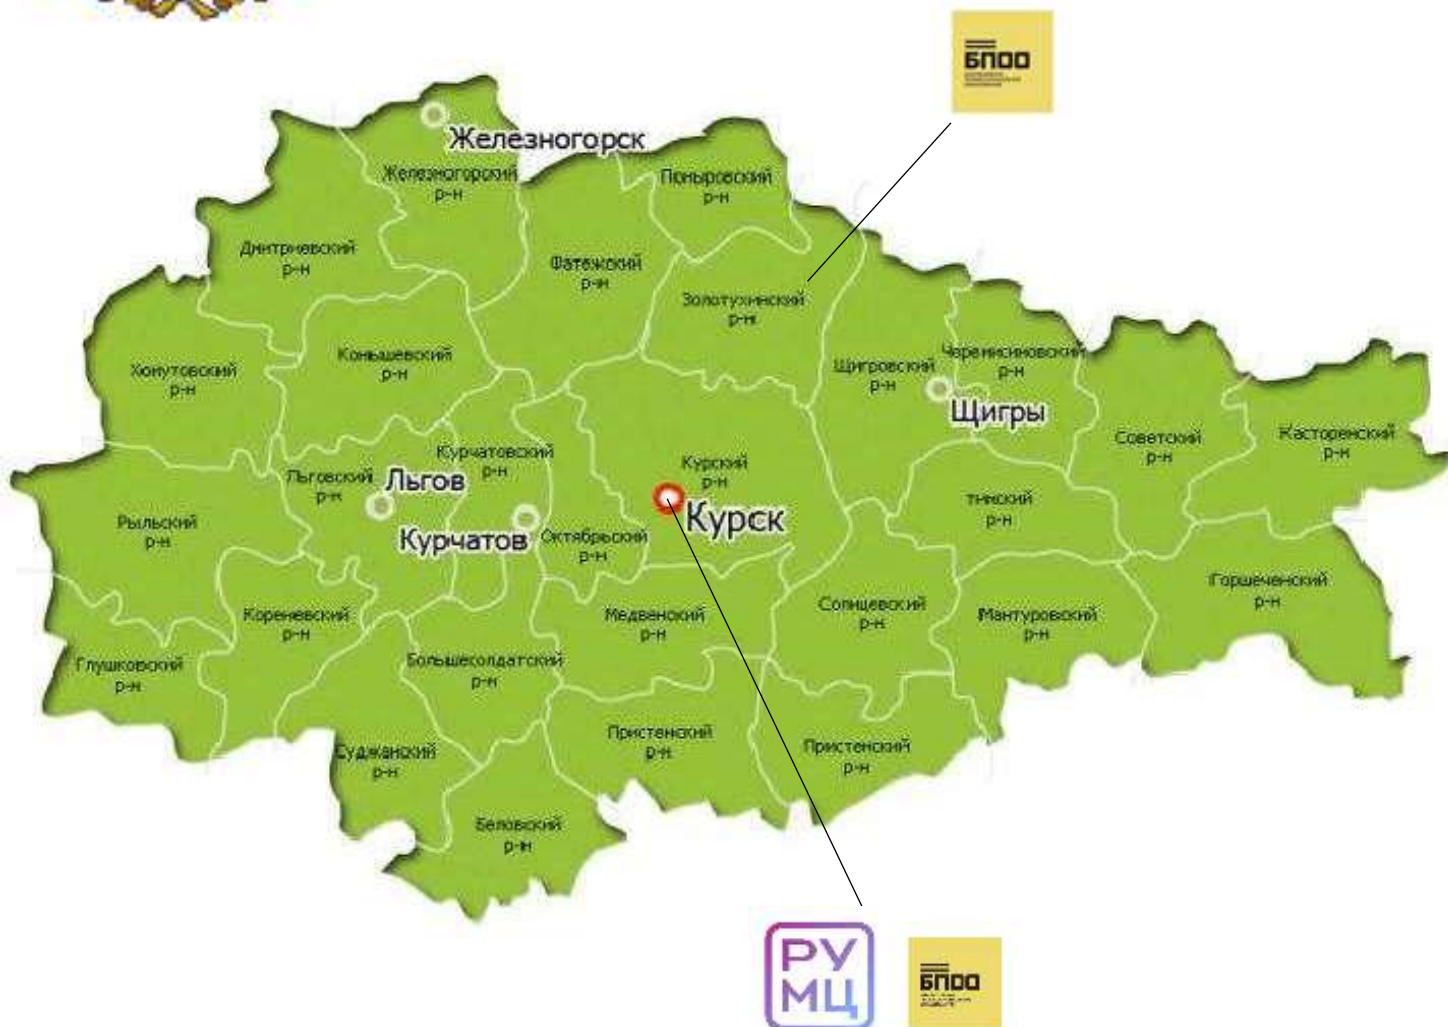 БПОО
Железногорск
Железногорский
р-н
Поныровский
р-н
Дмитриевский
р-н
Фатежский
р-н
Золотухинский
р-н
Хомутовский
р-н
Конышевский
р-н
Щигровский
р-н
Черемисиновский
р-н
Щигры
Советский
р-н
Касторенский
р-н
Курчатовский
р-н
Льговский
р-н
Льгов
Курский
р-н
Курск
Тимский
р-н
Рыльский
р-н
Курчатов
Октябрьский
р-н
Кореневский
р-н
Медвенский
р-н
Солнцевский
р-н
Мантуровский
р-н
Горшеченский
р-н
Глушковский
р-н
Большесолдатский
р-н
Суджанский
р-н
Пристенский
р-н
Пристенский
р-н
Беловский
р-н
РУ
МЦ
БПОО